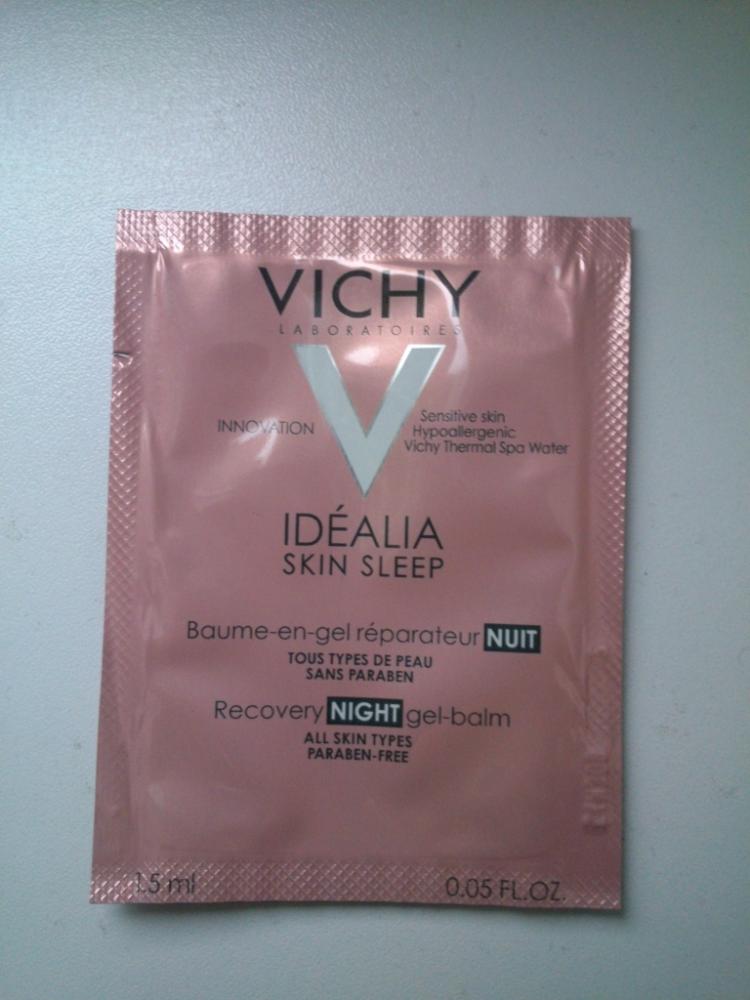 VICHY
LABORATOIRES
V
INNOVATION
Sensitive skin
Hypoallergenic
Vichy Thermal Spa Water
IDÉALIA
SKIN SLEEP
Baume-en-gel réparateur NUIT
TOUS TYPES DE PEAU
SANS PARABEN
Recovery NIGHT gel-balm
ALL SKIN TYPES
PARABEN-FREE
1.5 ml 0.05 FL.OZ.